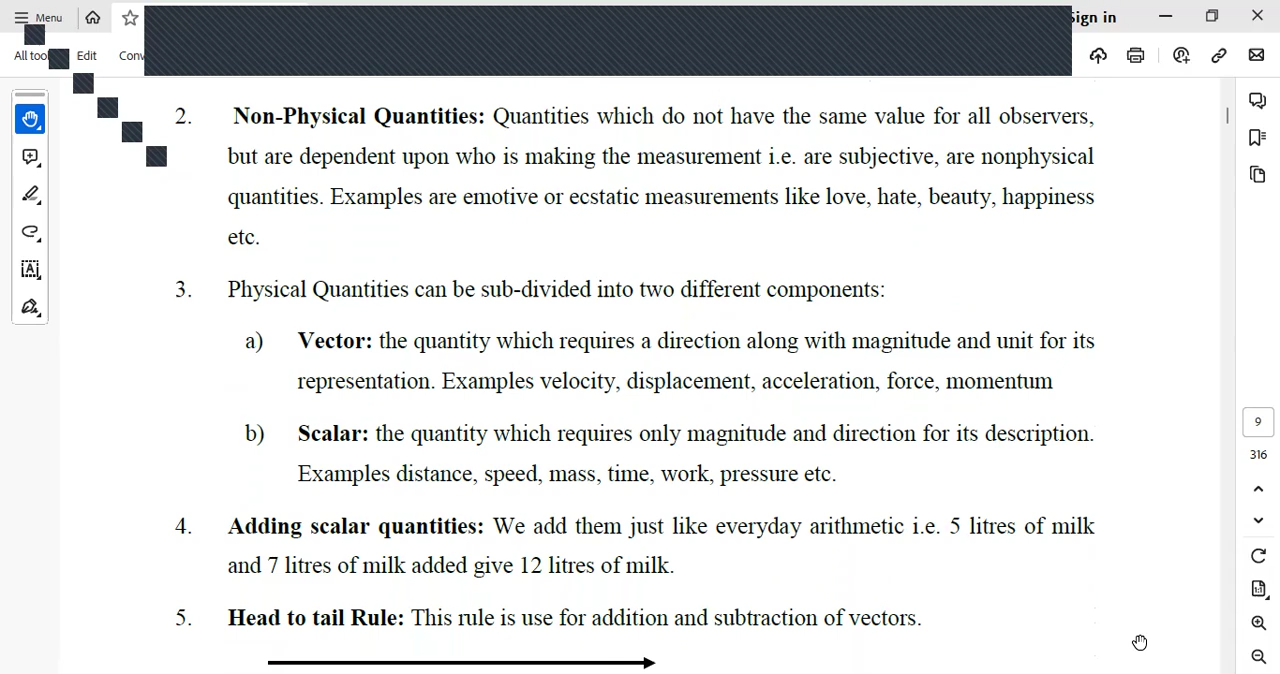 Menu
Sign in
All
Edit
2. Non-Physical Quantities: Quantities which do not have the same value for all observers,
but are dependent upon who is making the measurement i.e. are subjective, are nonphysical
quantities. Examples are emotive or ecstatic measurements like love, hate, beauty, happiness
etc.
3. Physical Quantities can be sub-divided into two different components:
a) Vector: the quantity which requires a direction along with magnitude and unit for its
representation. Examples velocity, displacement, acceleration, force, momentum
b) Scalar: the quantity which requires only magnitude and direction for its description.
Examples distance, speed, mass, time, work, pressure etc.
4. Adding scalar quantities: We add them just like everyday arithmetic i.e. 5 litres of milk
and 7 litres of milk added give 12 litres of milk.
5. Head to tail Rule: This rule is use for addition and subtraction of vectors.
9
316